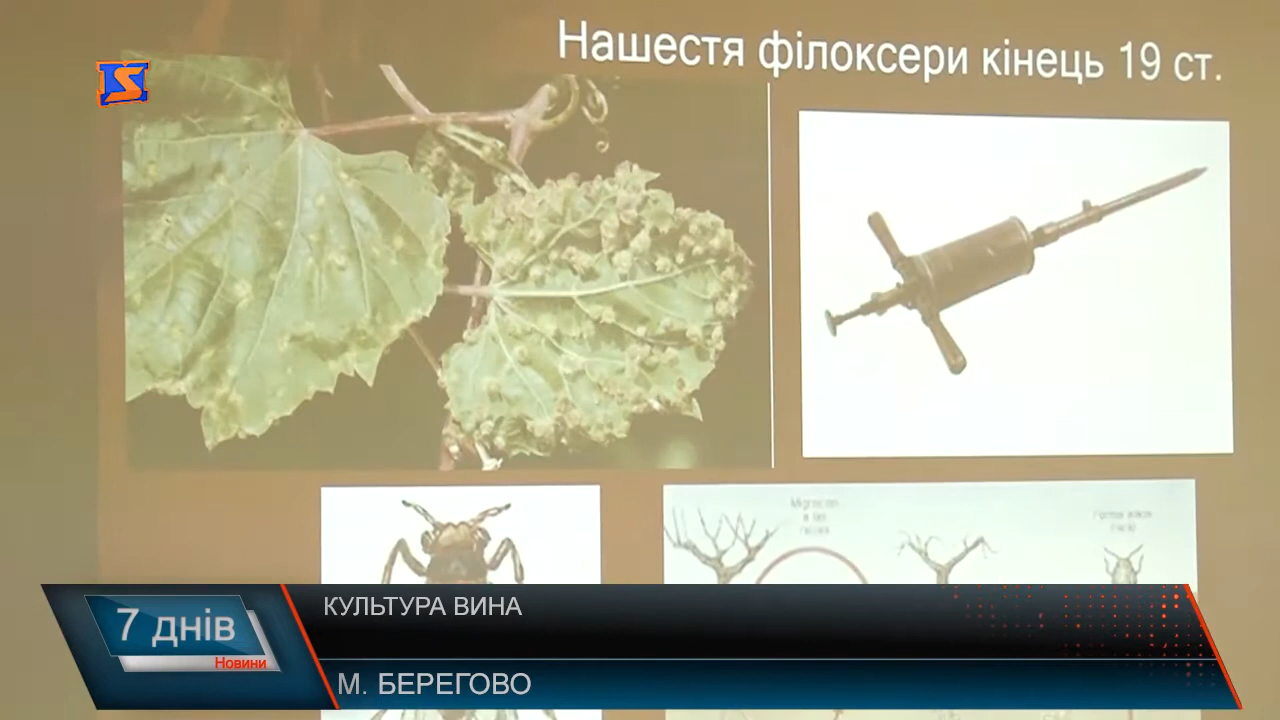 Нашестя філоксери кінець 19 ст.
7 днів
Новини
КУЛЬТУРА ВИНА
М. БЕРЕГОВО